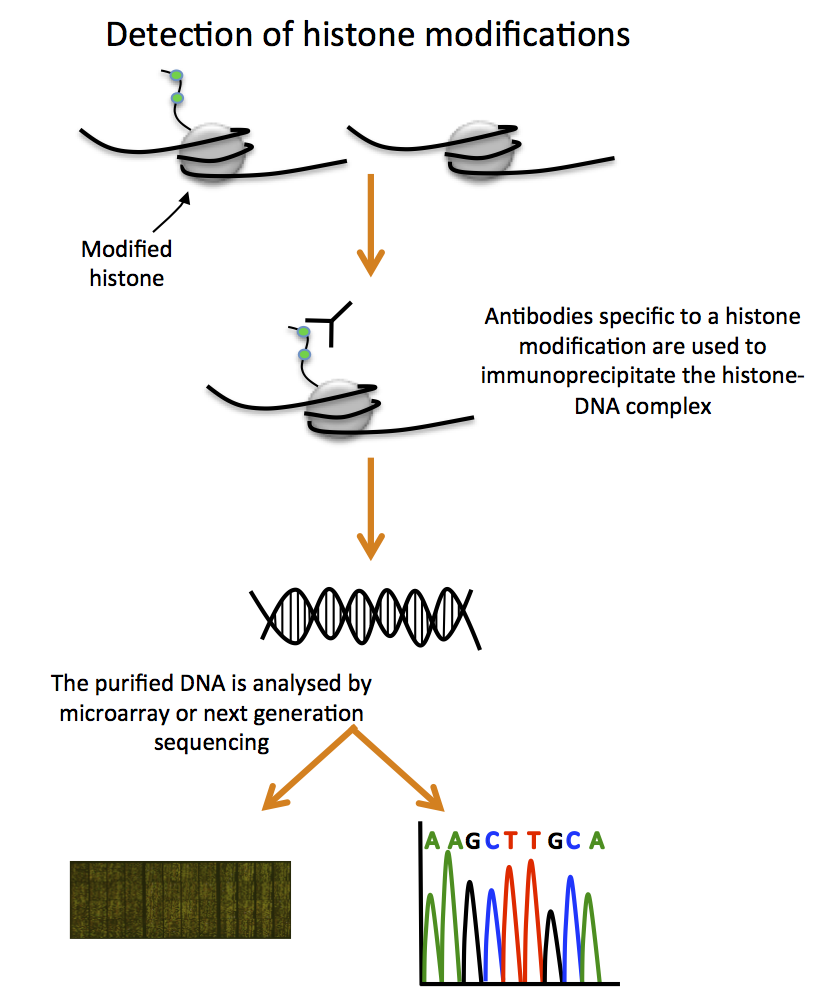 Detection of histone modifications
Modified
histone
Antibodies specific to a histone
modification are used to
immunoprecipitate the histone-
DNA complex
The purified DNA is analysed by
microarray or next generation
sequencing
A A G C T T G C A